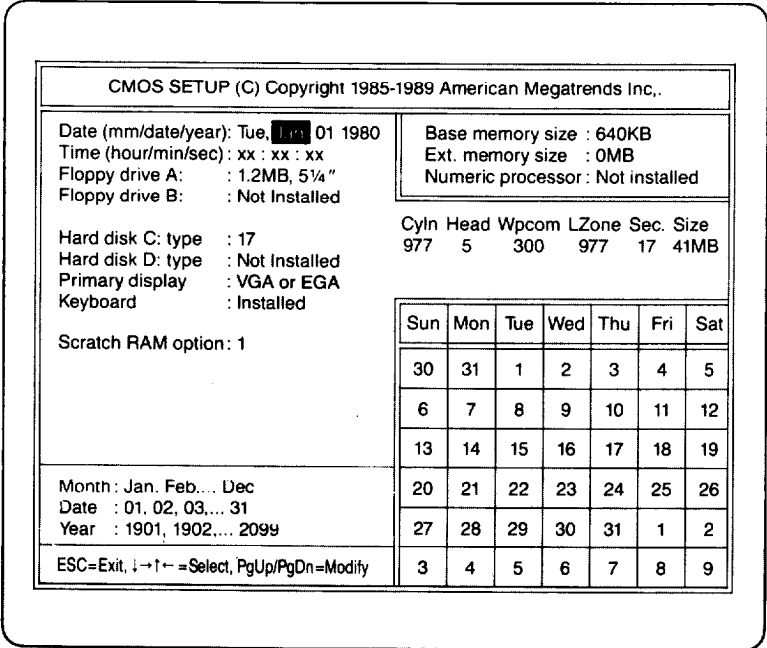 CMOS SETUP (C) Copyright 1985-1989 American Megatrends Inc,.
Date (mm/date/year): Tue, Jan 01 1980
Time (hour/min/sec) : xx : xx : xx
Floppy drive A: : 1.2MB, 5¼"
Floppy drive B: : Not Installed
Hard disk C: type : 17
Hard disk D: type : Not Installed
Primary display : VGA or EGA
Keyboard : Installed
Scratch RAM option : 1
Base memory size : 640KB
Ext. memory size : 0MB
Numeric processor : Not installed
Cyln Head Wpcom LZone Sec. Size
977 5 300 977 17 41MB
Sun Mon Tue Wed Thu Fri Sat
30 31 1 2 3 4 5
6 7 8 9 10 11 12
13 14 15 16 17 18 19
20 21 22 23 24 25 26
27 28 29 30 31 1 2
3 4 5 6 7 8 9
Month : Jan. Feb.... Dec
Date : 01, 02, 03,... 31
Year : 1901, 1902,... 2099
ESC=Exit, ↓→↑← =Select, PgUp/PgDn=Modify